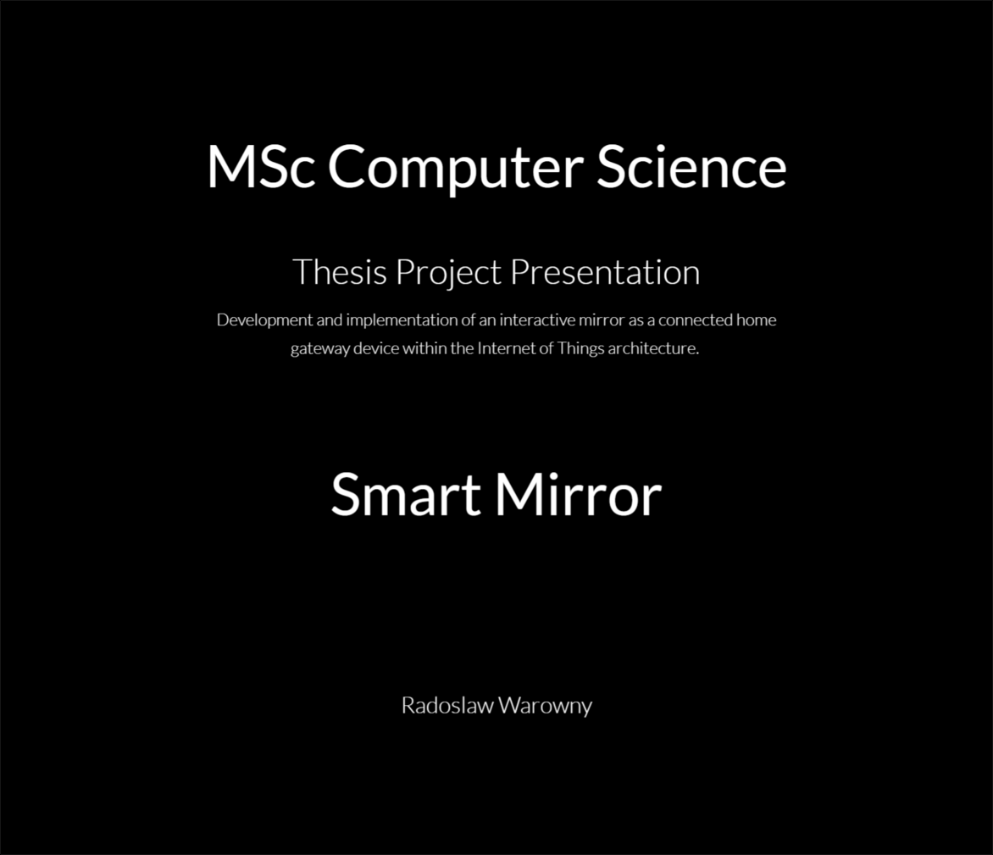 MSc Computer Science
Thesis Project Presentation
Development and implementation of an interactive mirror as a connected home
gateway device within the Internet of Things architecture.
Smart Mirror
Radoslaw Warowny